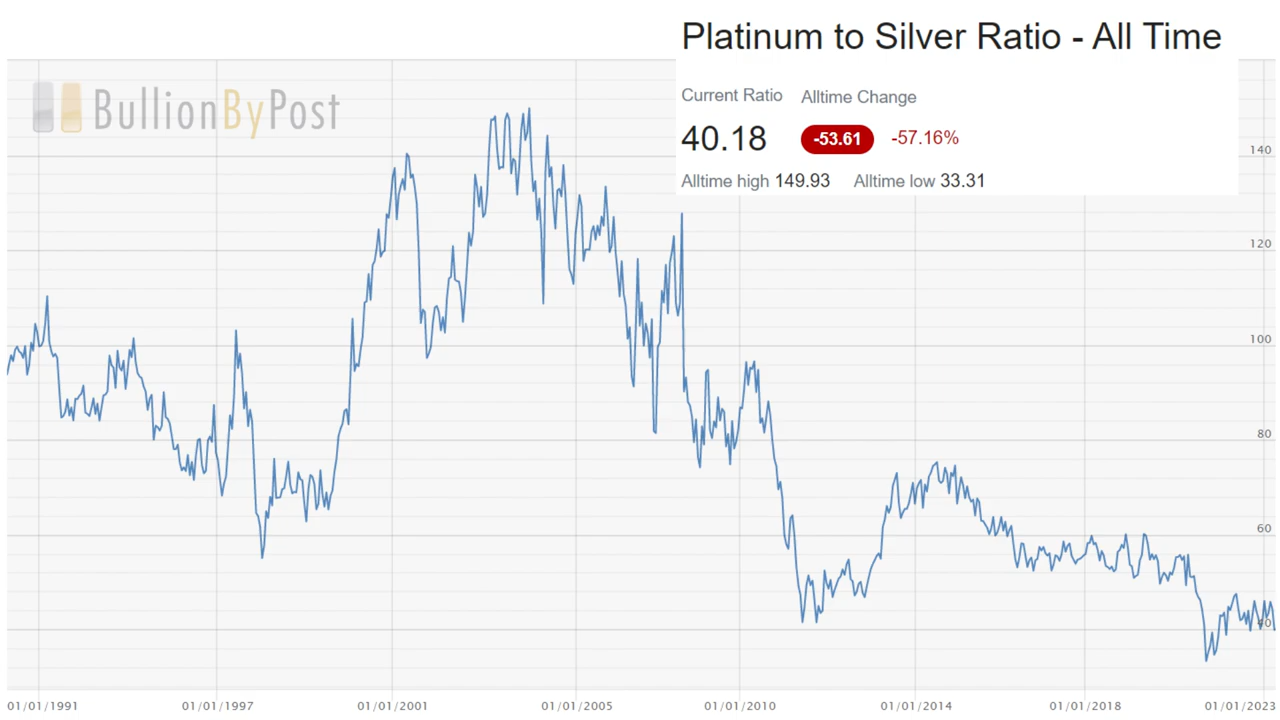 Platinum to Silver Ratio - All Time
BullionByPost
Current Ratio Alltime Change
40.18 -53.61 -57.16%
Alltime high 149.93 Alltime low 33.31
140
120
100
80
60
40
01/01/1991 01/01/1997 01/01/2001 01/01/2005 01/01/2010 01/01/2014 01/01/2018 01/01/2023